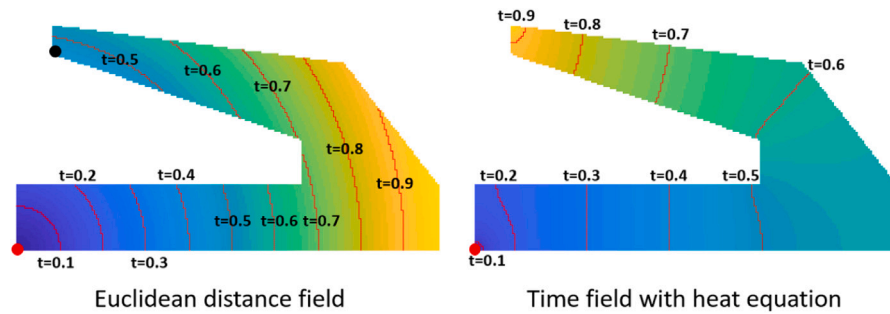 t=0.5
t=0.6
t=0.7
t=0.8
t=0.9
t=0.2
t=0.4
t=0.5
t=0.6
t=0.7
t=0.1
t=0.3
Euclidean distance field
t=0.9
t=0.8
t=0.7
t=0.6
t=0.2
t=0.3
t=0.4
t=0.5
t=0.1
Time field with heat equation